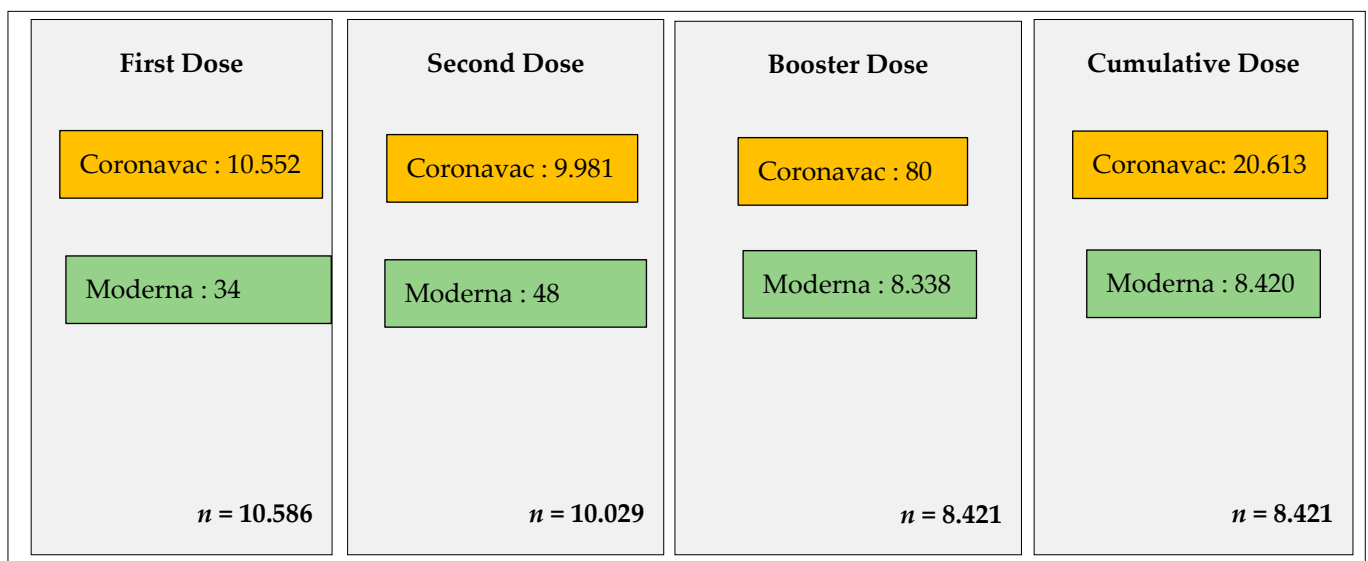 First Dose
Coronavac : 10.552
Moderna : 34
n = 10.586
Second Dose
Coronavac : 9.981
Moderna : 48
n = 10.029
Booster Dose
Coronavac : 80
Moderna : 8.338
n = 8.421
Cumulative Dose
Coronavac: 20.613
Moderna : 8.420
n = 8.421